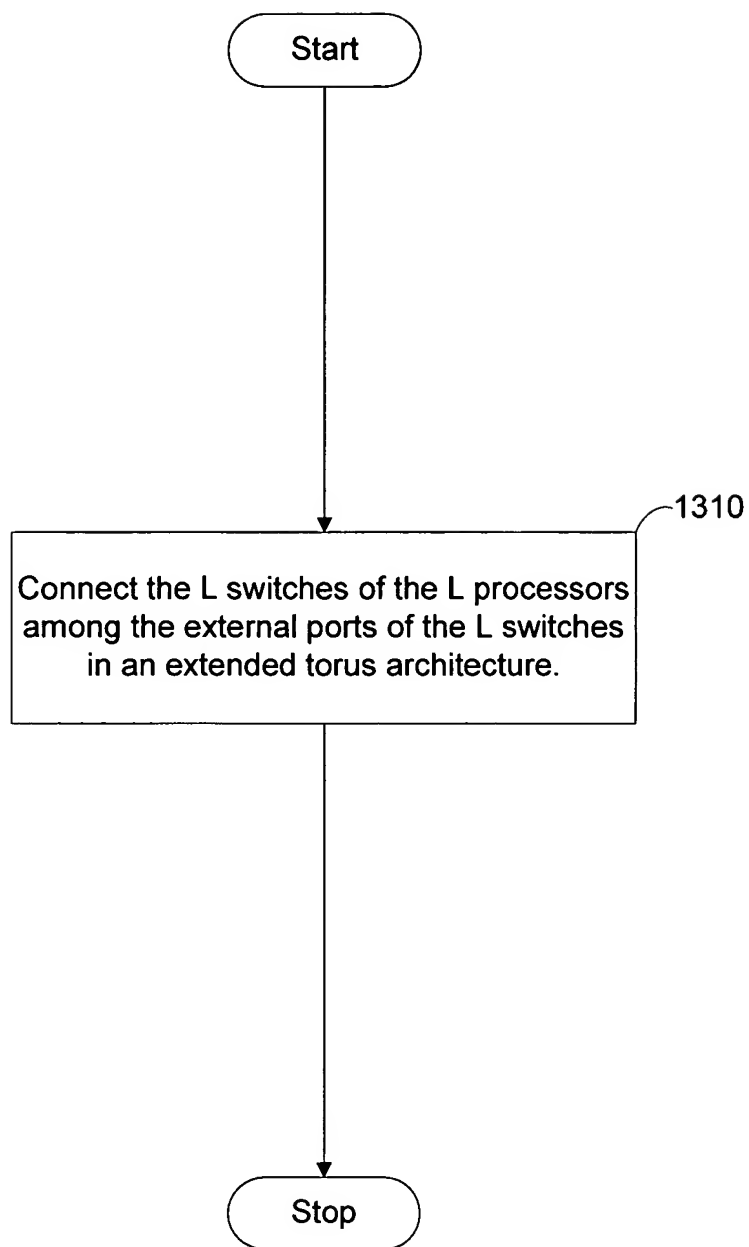 Start
1310
Connect the L switches of the L processors
among the external ports of the L switches
in an extended torus architecture.
Stop